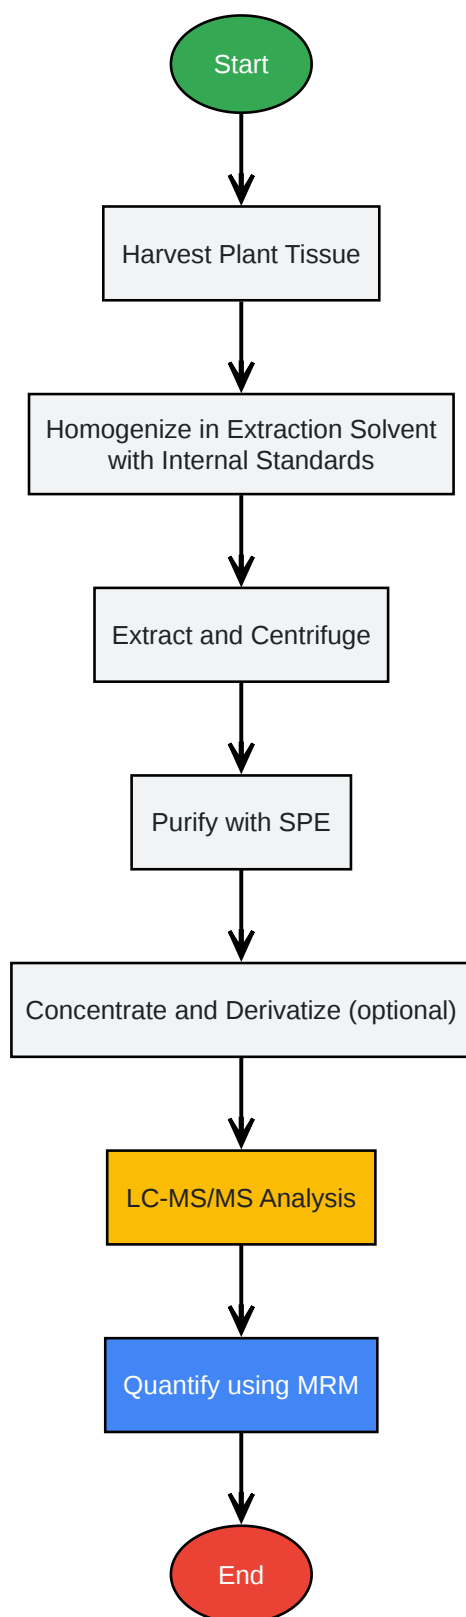 Start
Harvest Plant Tissue
Homogenize in Extraction Solvent
with Internal Standards
Extract and Centrifuge
Purify with SPE
Concentrate and Derivatize (optional)
LC-MS/MS Analysis
Quantify using MRM
End